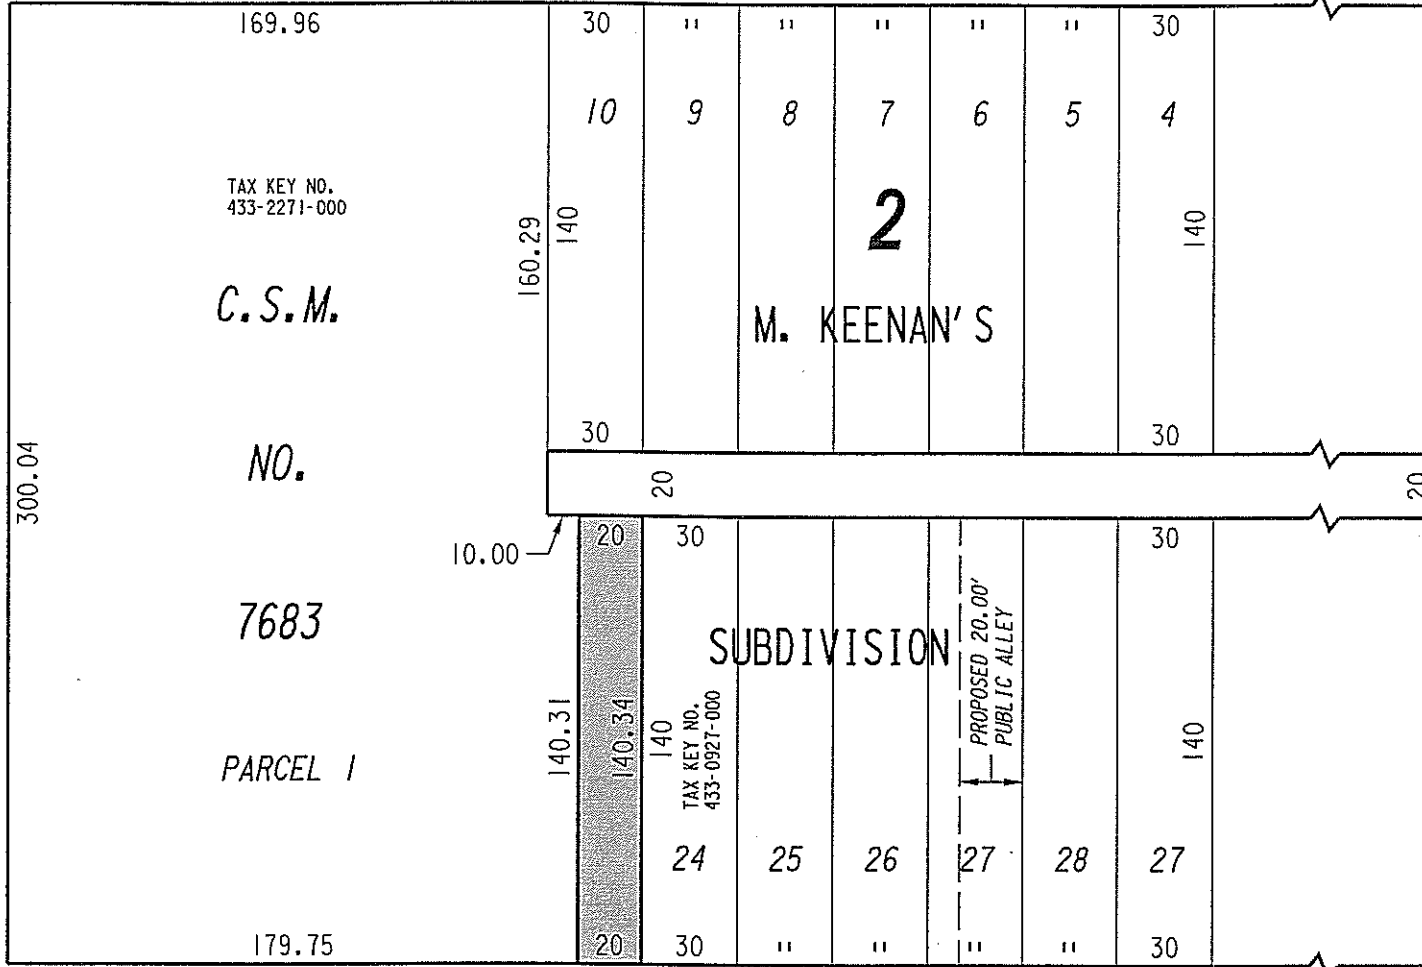 169.96
30 " " " " " 30
10 9 8 7 6 5 4
TAX KEY NO.
433-2271-000
160.29
140
2
140
C.S.M.
M. KEENAN'S
30 30
300.04
NO.
20 20
10.00
20 30 30
7683
SUBDIVISION
PROPOSED 20.00'
PUBLIC ALLEY
140.31
140.34
140
TAX KEY NO.
433-0927-000
140
PARCEL 1
24 25 26 27 28 27
179.75
20 30 " " " " 30